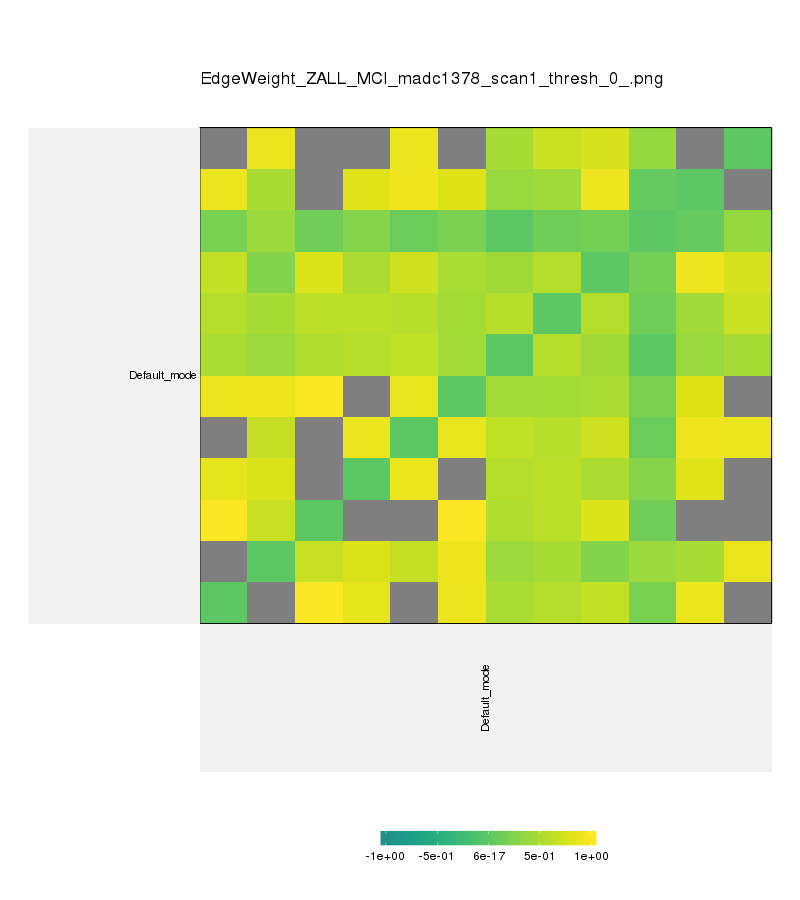 EdgeWeight_ZALL_MCI_madc1378_scan1_thresh_0_.png
Default_mode
Default_mode
-1e+00 -5e-01 6e-17 5e-01 1e+00